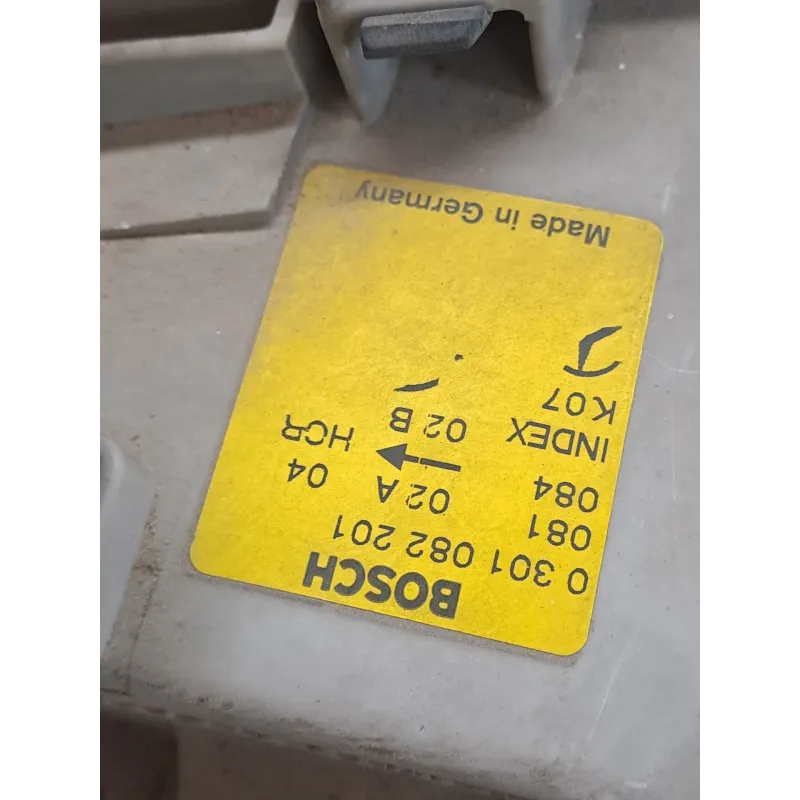 BOSCH
0 301 082 201
081 02 A 04
084 HCR
INDEX 02 B
K 07
Made in Germany